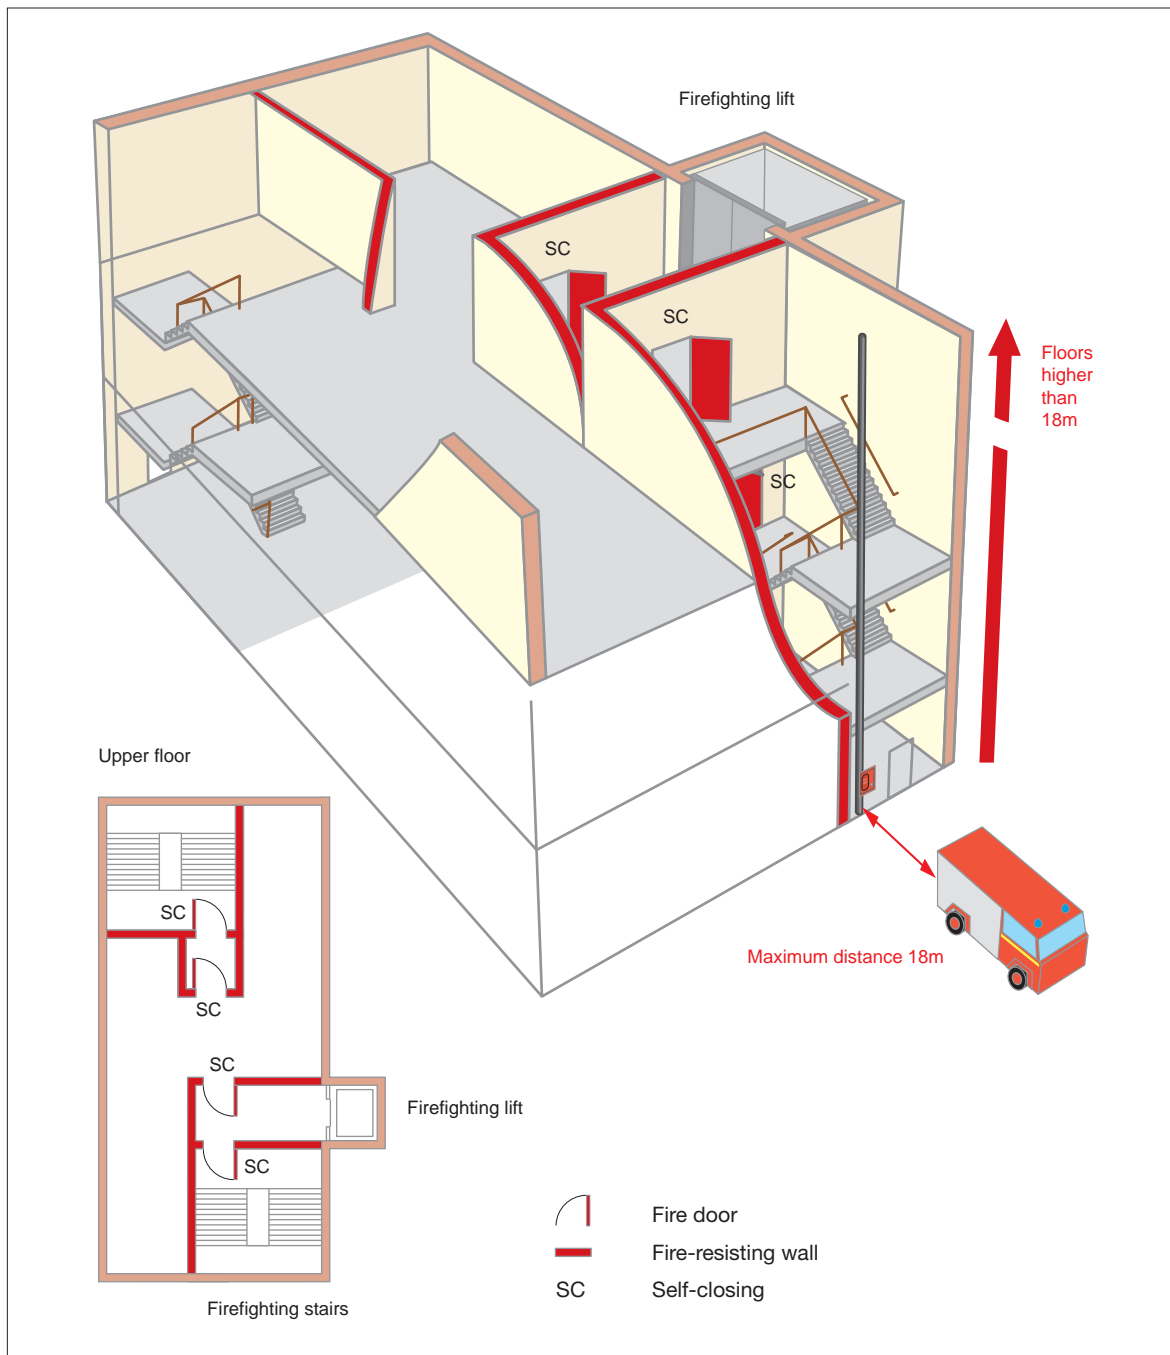 Firefighting lift
SC
SC
Floors
higher
than
18m
SC
Upper floor
SC
Maximum distance 18m
SC
SC
Firefighting lift
SC
Fire door
Fire-resisting wall
SC Self-closing
Firefighting stairs